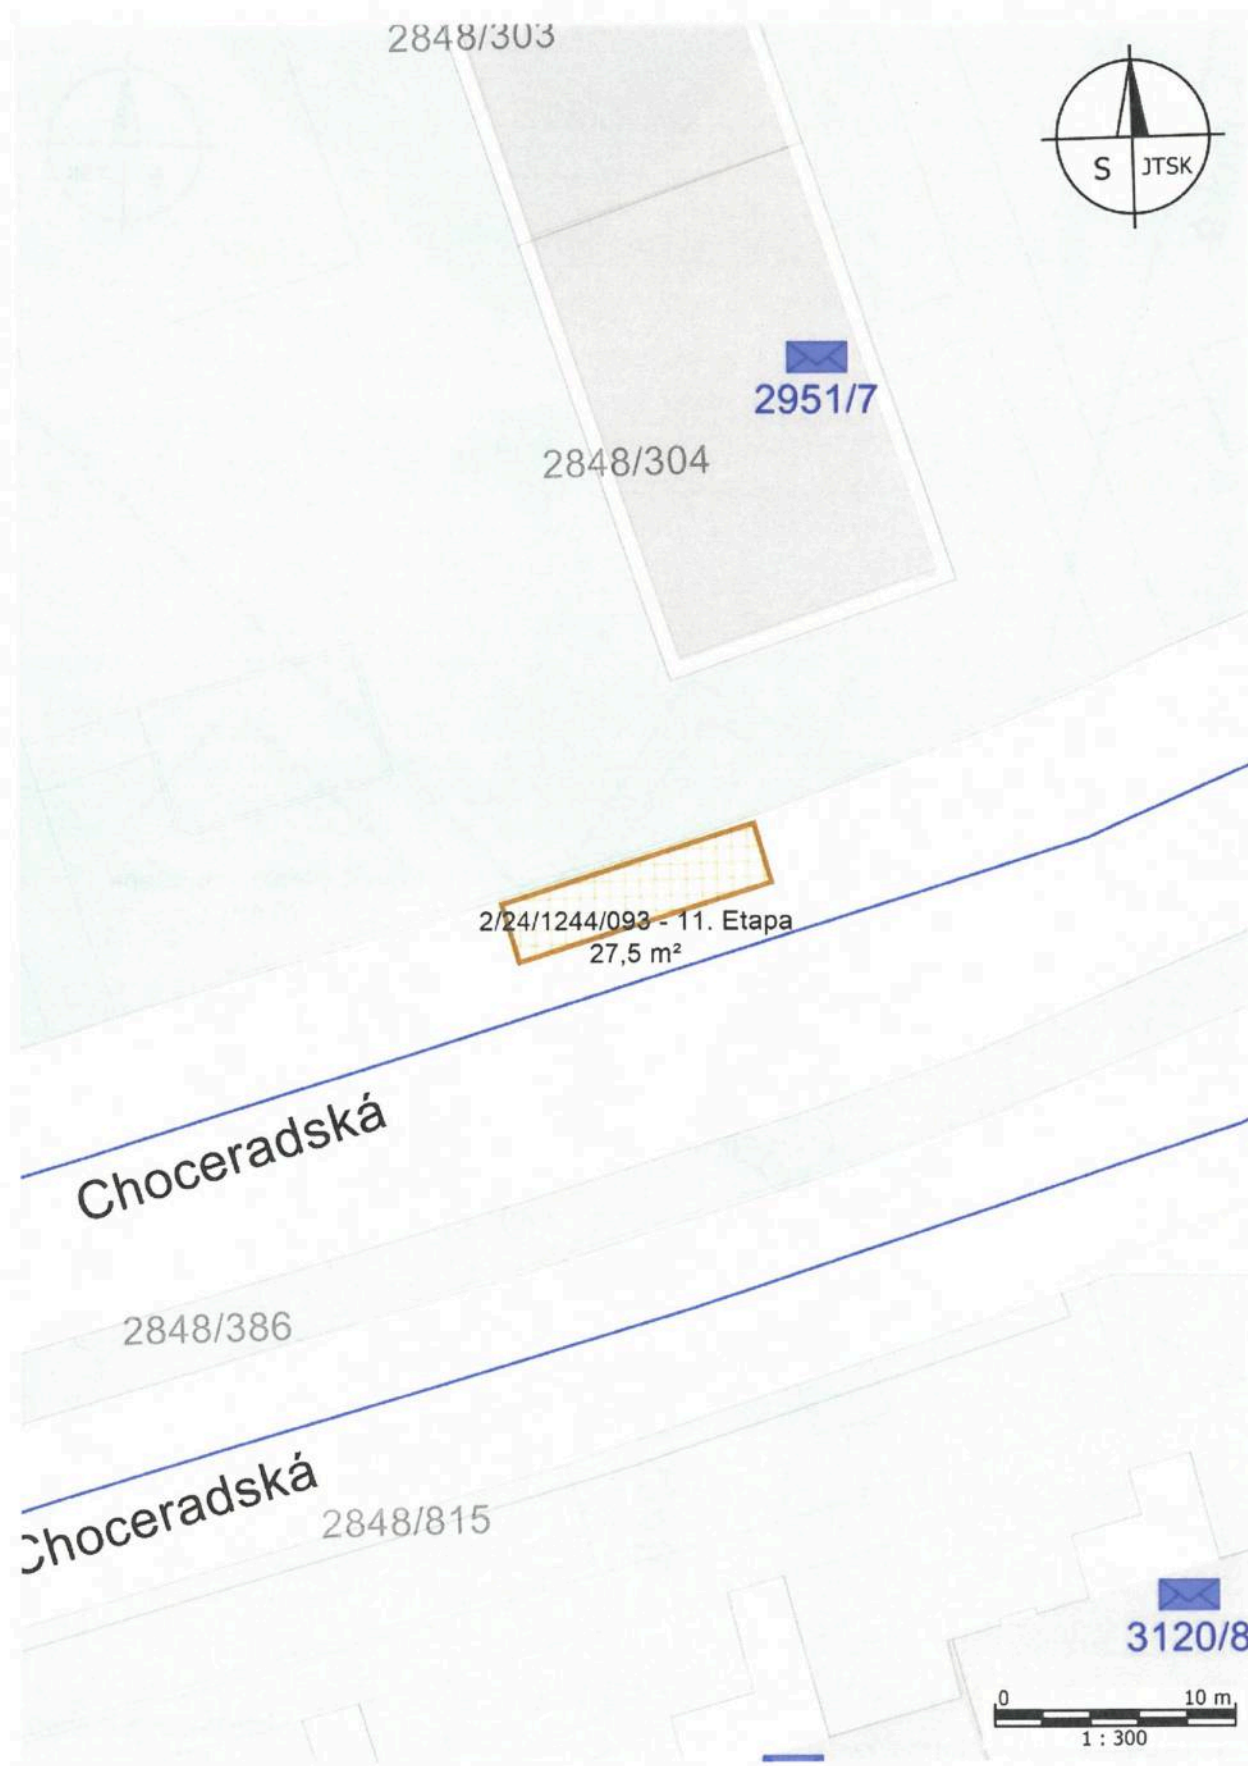 2848/303
S JTSK
2951/7
2848/304
2/24/1244/093 - 11. Etapa
27,5 m²
Choceradská
2848/386
Choceradská
2848/815
3120/8
0 10 m
1 : 300